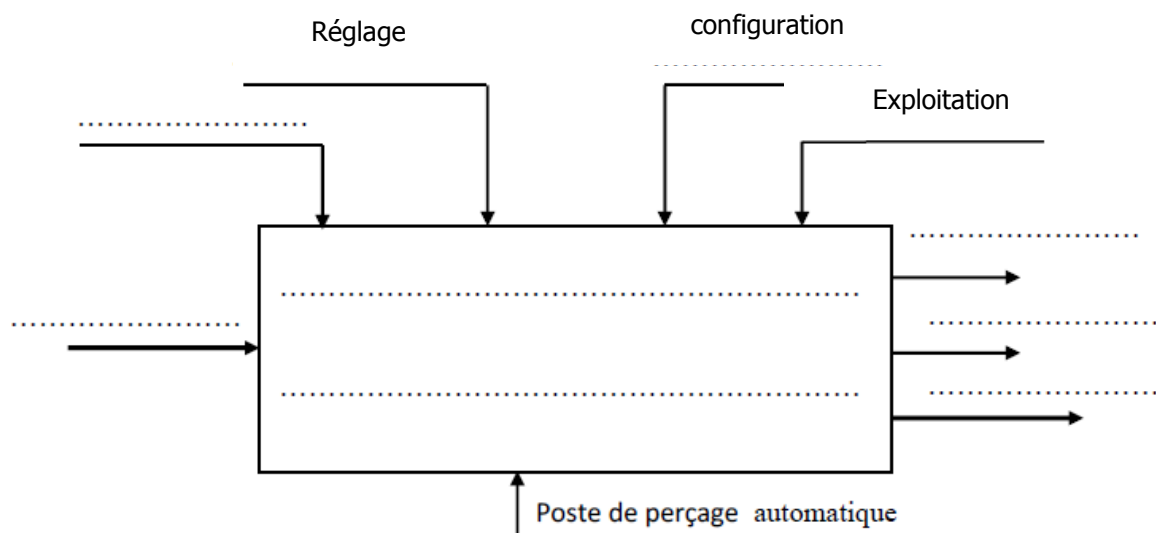 Réglage
configuration
Exploitation
Poste de perçage automatique